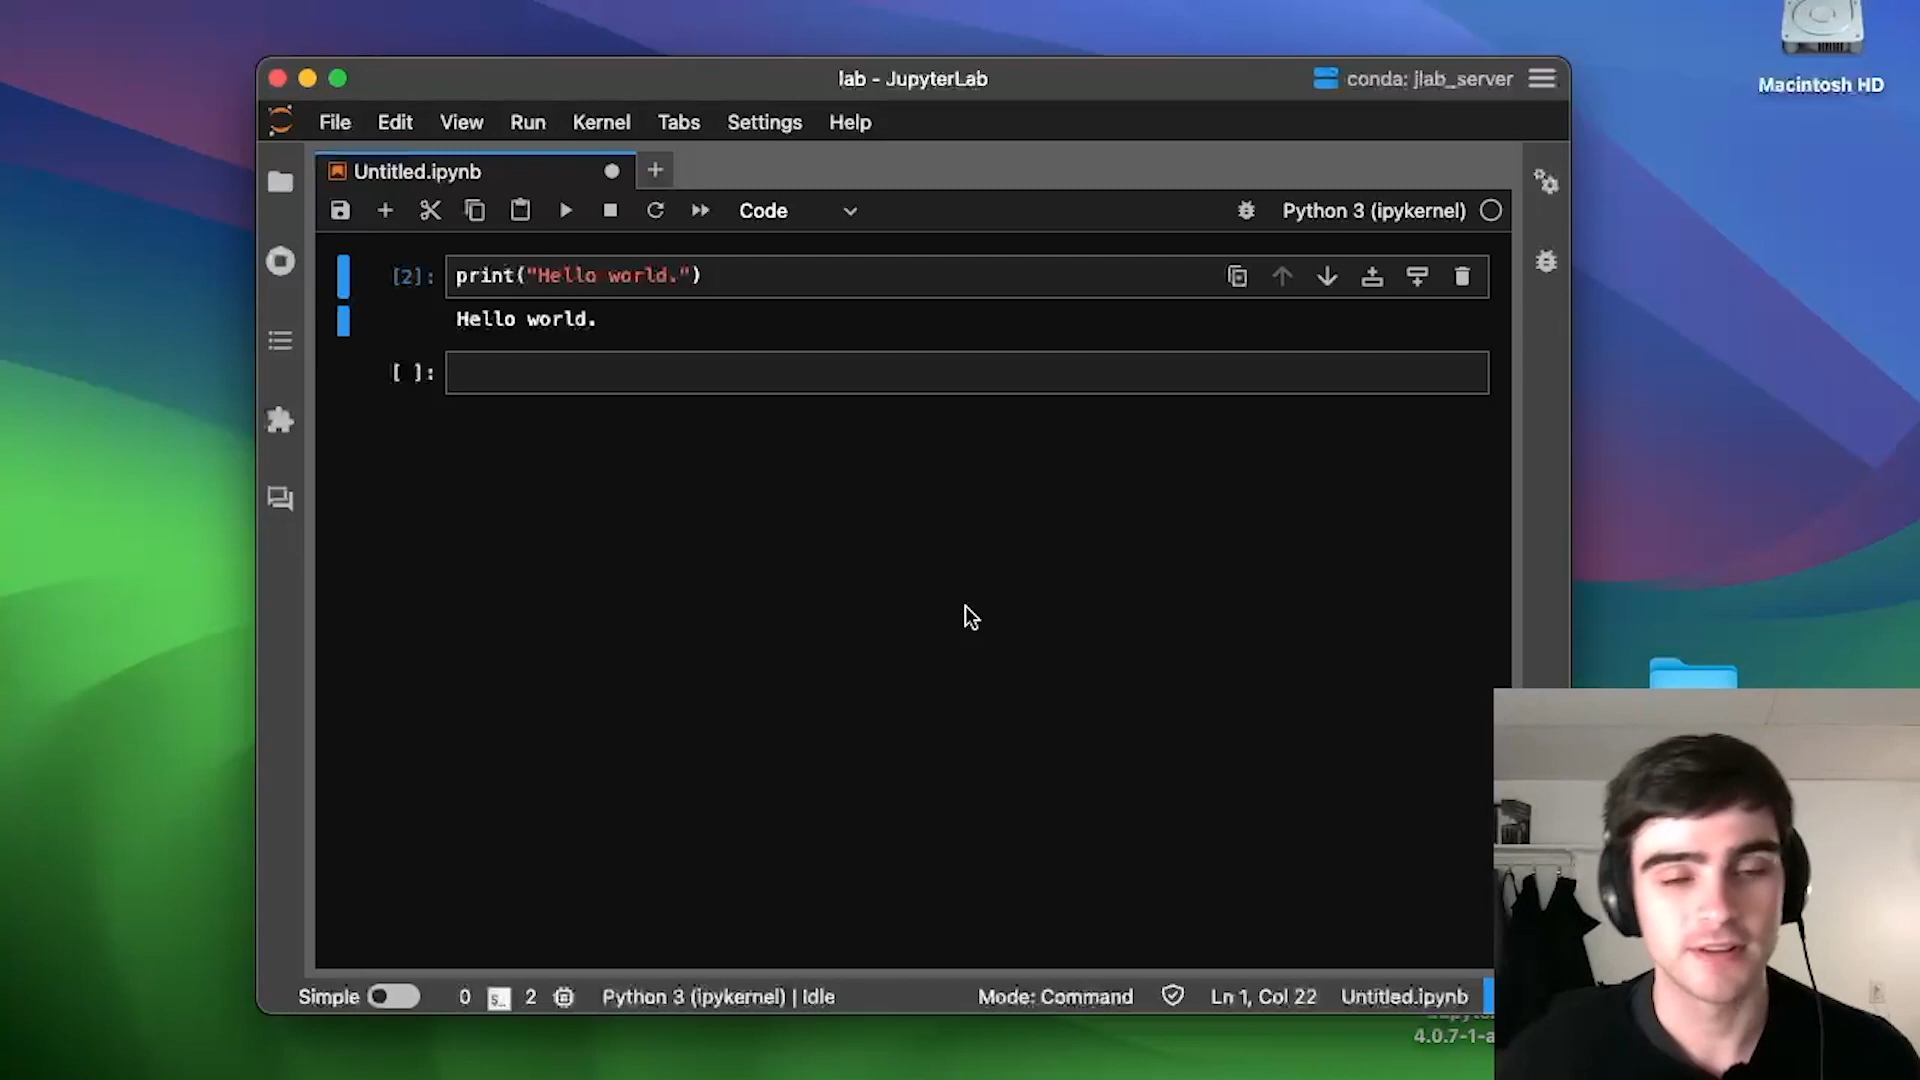 Macintosh HD
lab - JupyterLab
conda: jlab_server
File Edit View Run Kernel Tabs Settings Help
Untitled.ipynb
Code
Python 3 (ipykernel)
[2]: print("Hello world.")
Hello world.
[ ]:
Simple 0 2 Python 3 (ipykernel) | Idle Mode: Command Ln 1, Col 22 Untitled.ipynb
4.0.7-1-a